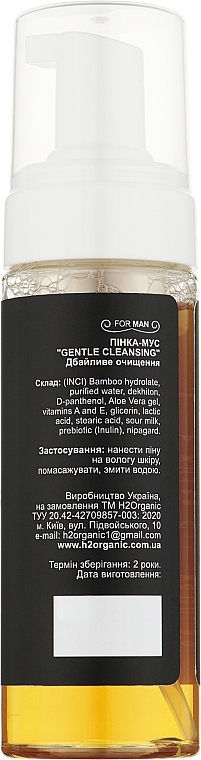 FOR MAN
ПІНКА-МУС
"GENTLE CLEANSING"
Дбайливе очищення
Склад: (INCI) Bamboo hydrolate,
purified water, dekhilon,
D-panthenol, Aloe Vera gel,
vitamins A and E, glicerin, lactic
acid, stearic acid, sour milk,
prebiotic (Inulin), nipagard.
Застосування: нанести піну
на вологу шкіру,
помасажувати, змити водою.
Виробництво Україна,
на замовлення ТМ H2Organic
ТУУ 20.42-42709857-003: 2020
м. Київ, вул. Підвойського, 10
e-mail: h2organic1@gmail.com
www.h2organic.com.ua
Термін зберігання: 2 роки.
Дата виготовлення: